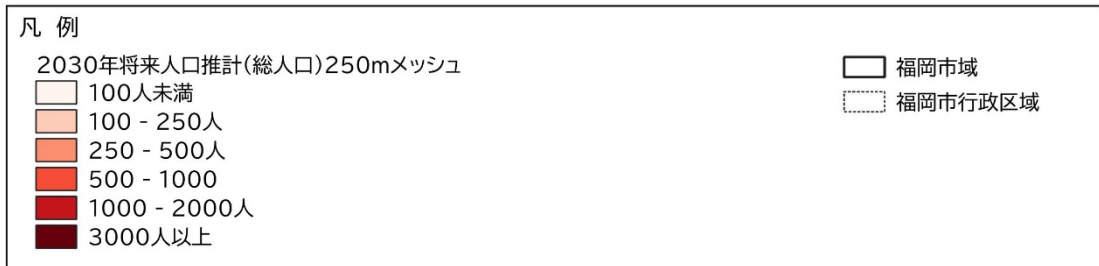 凡 例
2030年将来人口推計(総人口)250mメッシュ
100人未満
100 - 250人
250 - 500人
500 - 1000
1000 - 2000人
3000人以上
福岡市域
福岡市行政区域